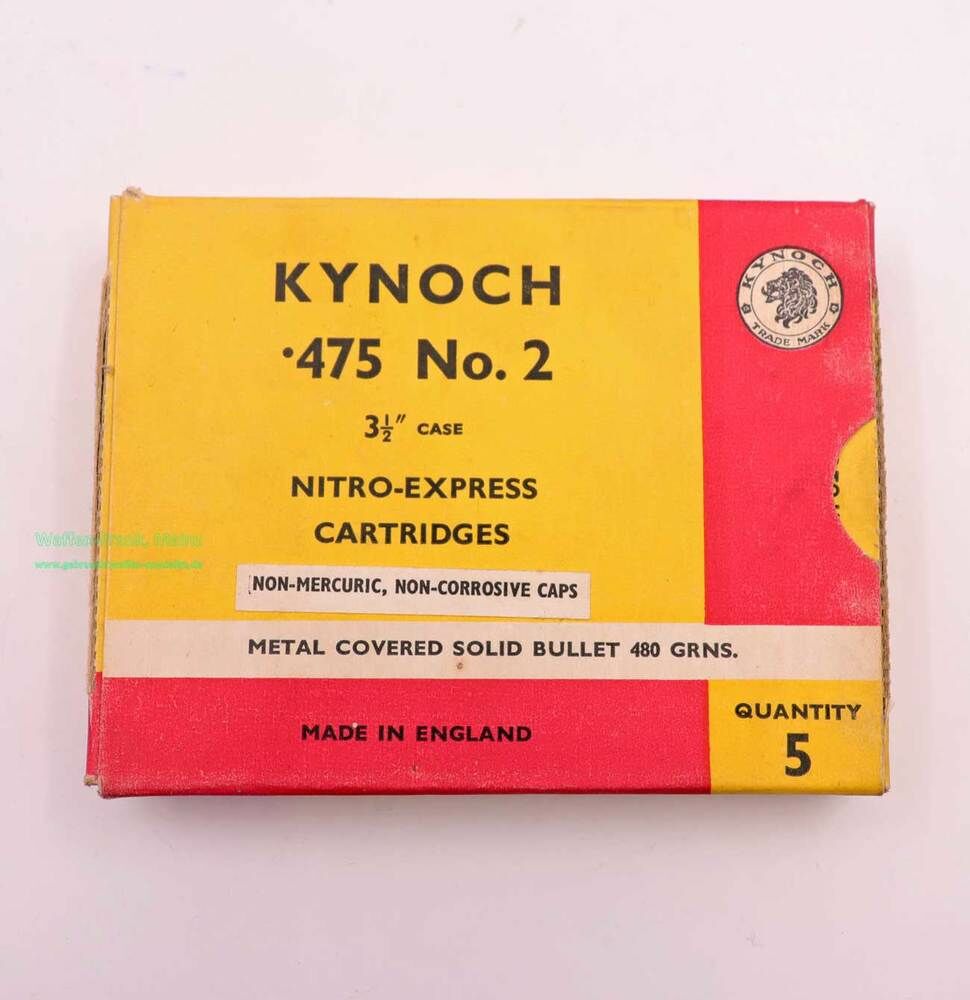 KYNOCH
.475 No. 2
3½" CASE
NITRO-EXPRESS
CARTRIDGES
NON-MERCURIC, NON-CORROSIVE CAPS
METAL COVERED SOLID BULLET 480 GRNS.
MADE IN ENGLAND
QUANTITY
5
KYNOCH
TRADE MARK